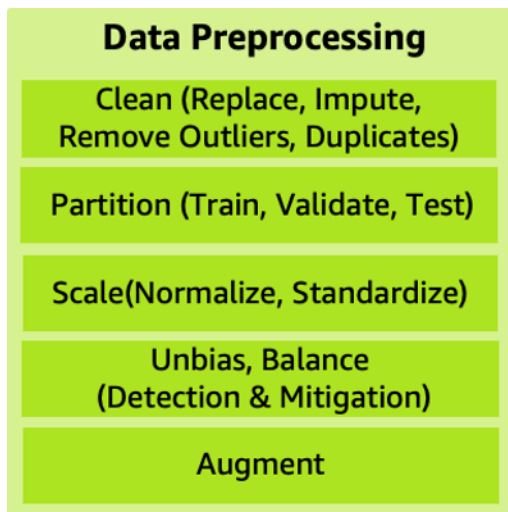 Data Preprocessing
Clean (Replace, Impute,
Remove Outliers, Duplicates)
Partition (Train, Validate, Test)
Scale(Normalize, Standardize)
Unbias, Balance
(Detection & Mitigation)
Augment